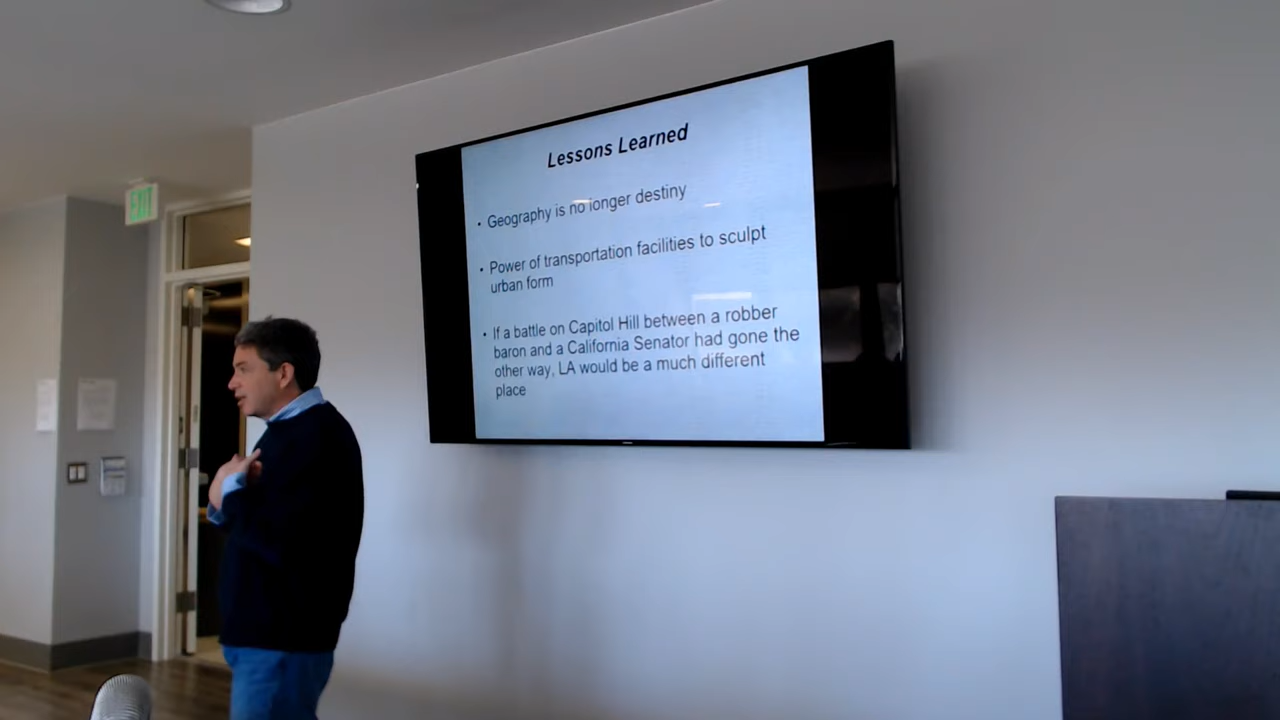 EXIT
Lessons Learned
• Geography is no longer destiny
• Power of transportation facilities to sculpt
urban form
• If a battle on Capitol Hill between a robber
baron and a California Senator had gone the
other way, LA would be a much different
place